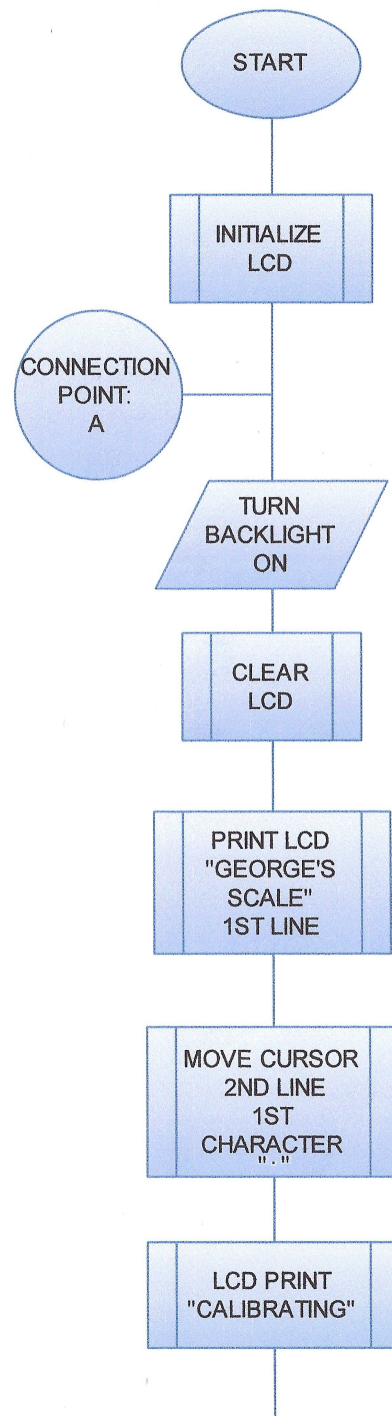 START
INITIALIZE
LCD
CONNECTION
POINT:
A
TURN
BACKLIGHT
ON
CLEAR
LCD
PRINT LCD
"GEORGE'S
SCALE"
1ST LINE
MOVE CURSOR
2ND LINE
1ST
CHARACTER
"."
LCD PRINT
"CALIBRATING"